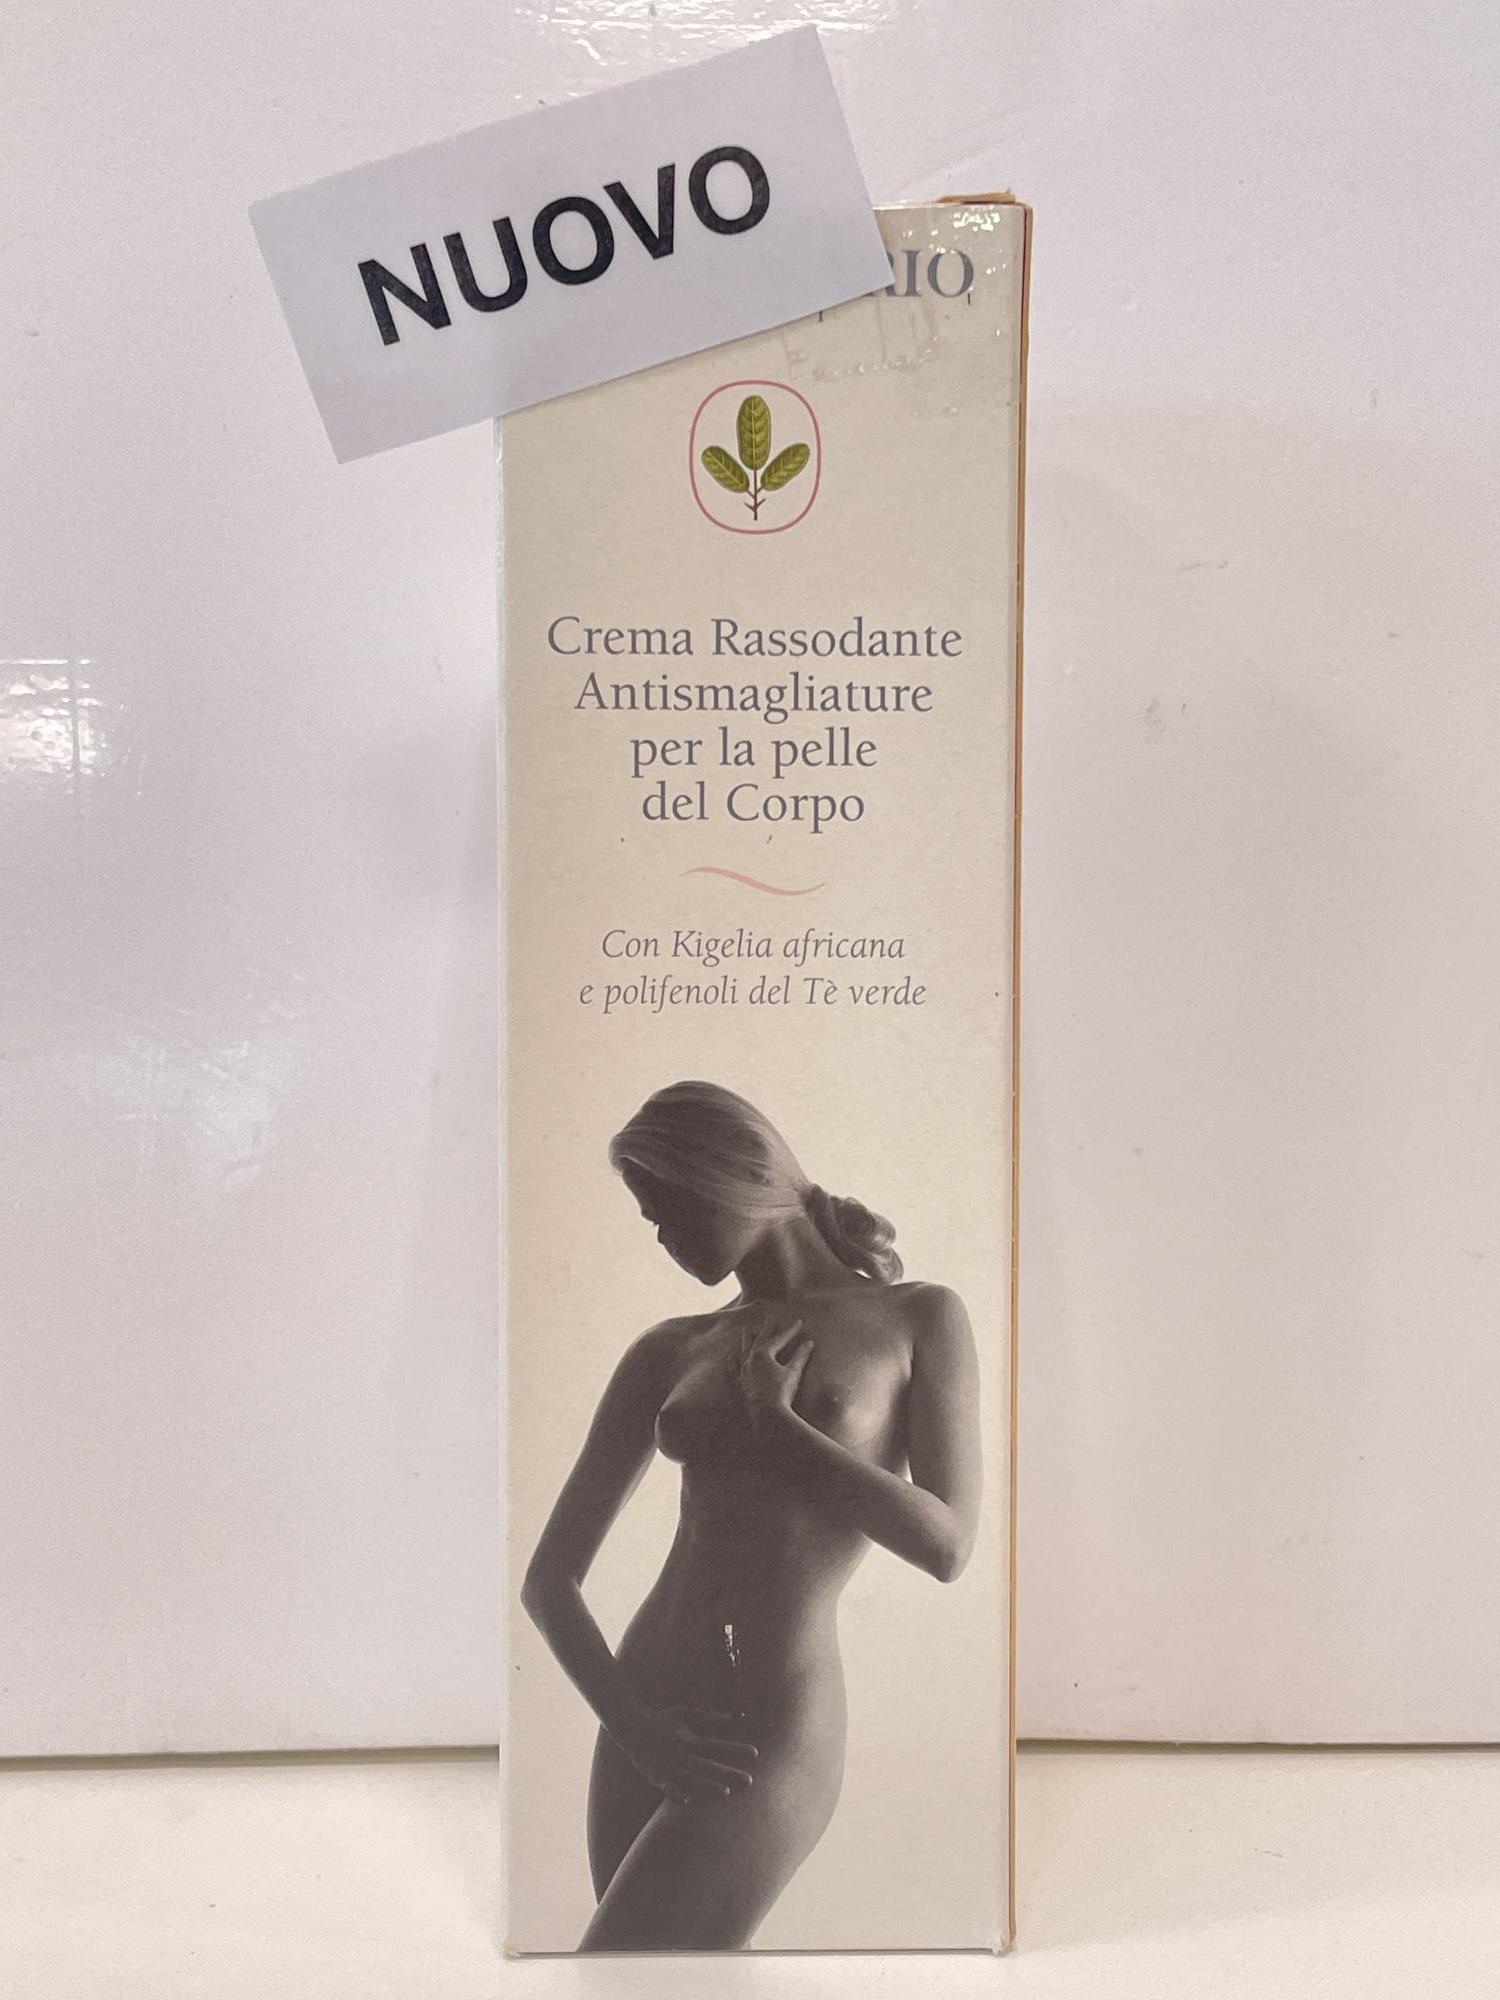 NUOVO
Crema Rassodante
Antismagliature
per la pelle
del Corpo
Con Kigelia africana
e polifenoli del Tè verde